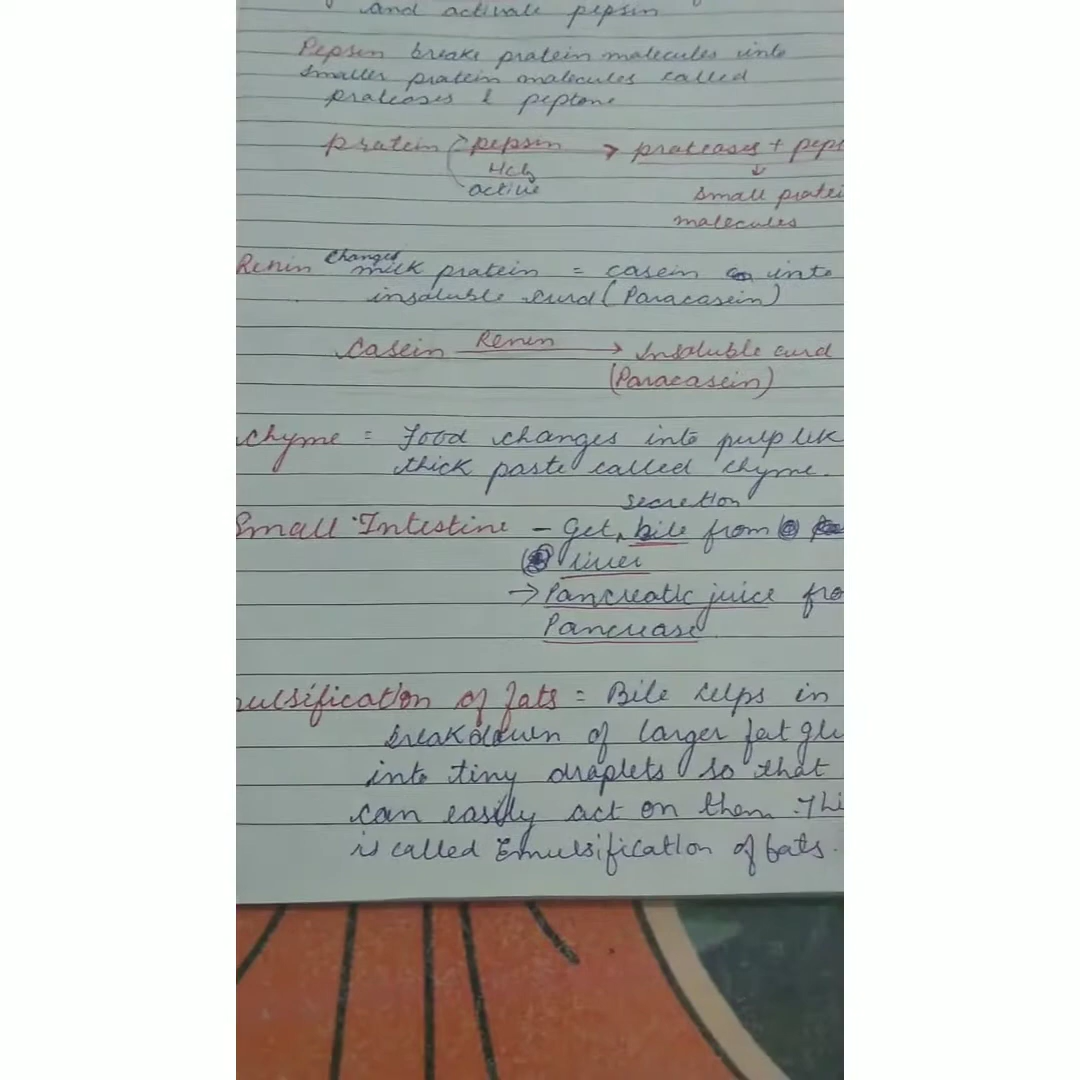 and activate pepsin
Pepsin breaks protein molecules into
smaller protein molecules called
proteases & peptone
protein > pepsin → proteases + pept
HCl
active
↓
small protei
molecules
Renin changes milk protein = casein into
insoluble curd (Paracasein)
Casein Renin → Insoluble curd
(Paracasein)
chyme = Food changes into pulp lik
thick paste called chyme.
secretion
Small Intestine - Get, bile from
liver
→ Pancreatic juice fro
Pancrease
ulsification of fats = Bile helps in
breakdown of larger fat glu
into tiny droplets so that
can easily act on them. Thi
is called Emulsification of fats.